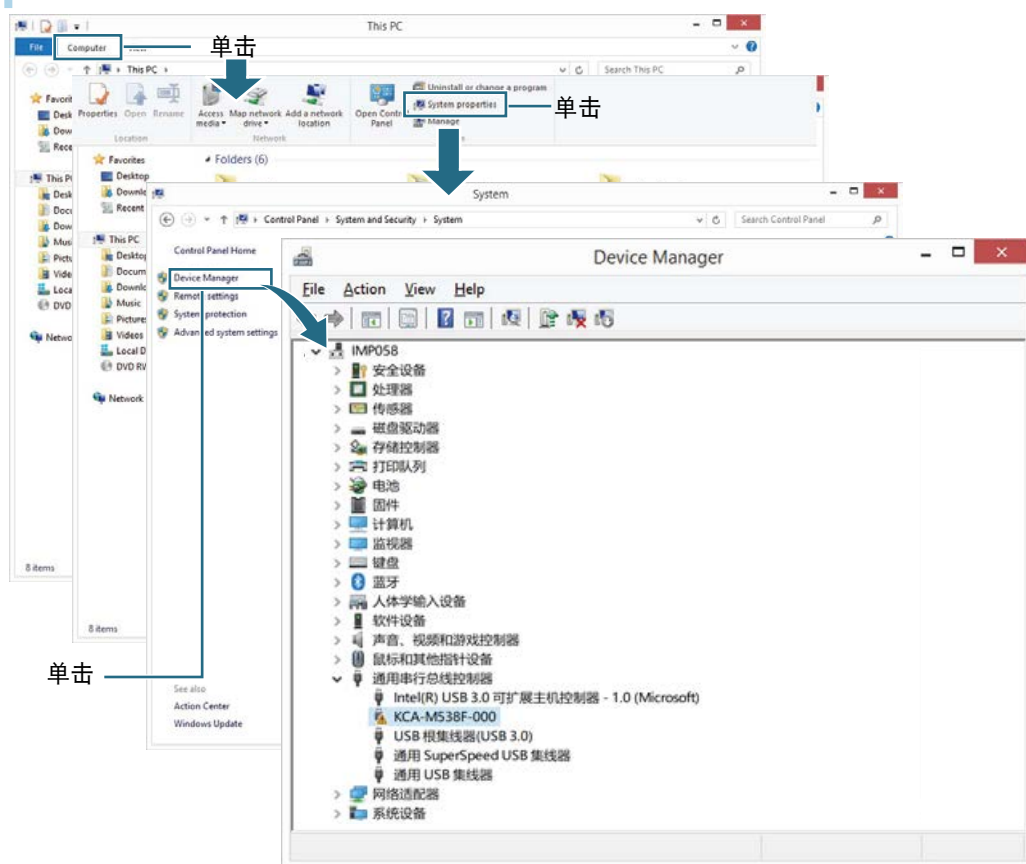 This PC
File Computer
单击
This PC
Search This PC
Uninstall or change a program
System properties
单击
Manage
Properties Open Rename Access media Map network drive Add a network location Open Control Panel
Location
Network
Favorites
Folders (6)
Desktop
Recent
This PC
Music
Videos
Network
8 items
8 items
System
Control Panel System and Security System
Search Control Panel
Control Panel Home
Device Manager
Remote settings
System protection
Advanced system settings
单击
See also
Action Center
Windows Update
Device Manager
File Action View Help
IMP058
安全设备
处理器
传感器
磁盘驱动器
存储控制器
打印队列
电池
固件
计算机
监视器
键盘
蓝牙
人体学输入设备
软件设备
声音、视频和游戏控制器
鼠标和其他指针设备
通用串行总线控制器
Intel(R) USB 3.0 可扩展主机控制器 - 1.0 (Microsoft)
KCA-M538F-000
USB 根集线器(USB 3.0)
通用 SuperSpeed USB 集线器
通用 USB 集线器
网络适配器
系统设备